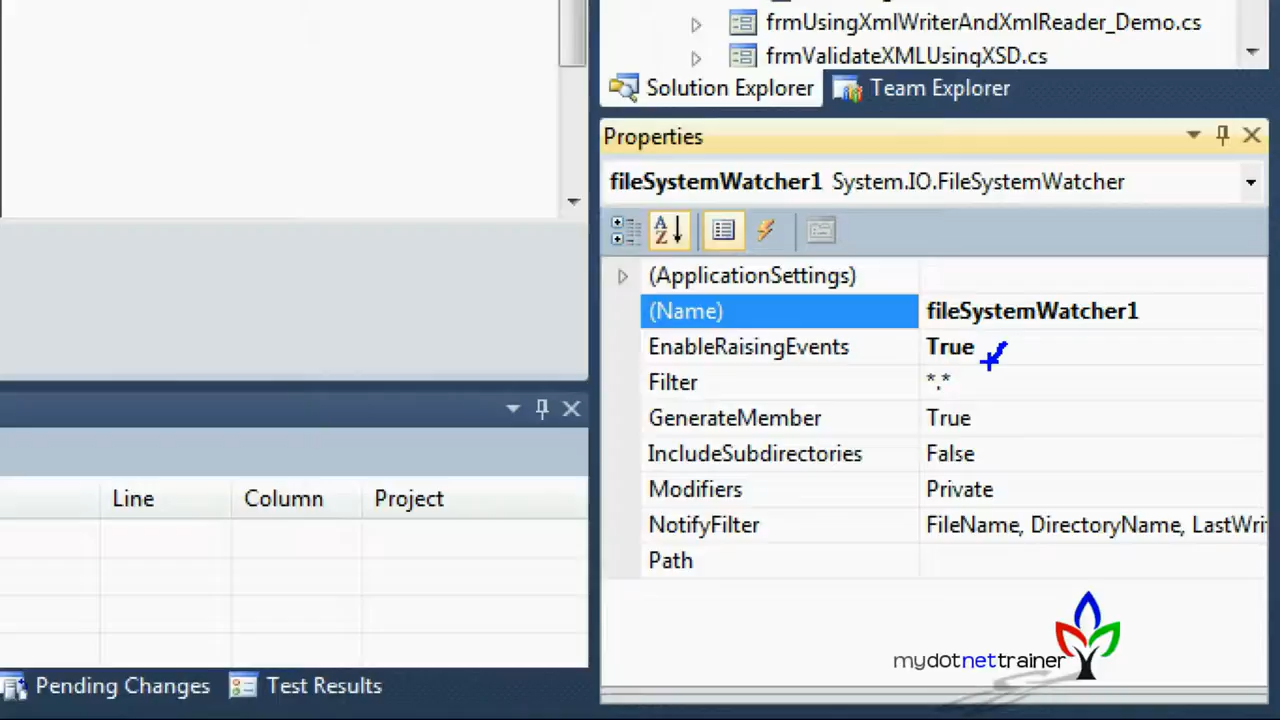 frmUsingXmlWriterAndXmlReader_Demo.cs
frmValidateXMLUsingXSD.cs
Solution Explorer Team Explorer
Properties
fileSystemWatcher1 System.IO.FileSystemWatcher
(ApplicationSettings)
(Name) fileSystemWatcher1
EnableRaisingEvents True
Filter *.*
GenerateMember True
IncludeSubdirectories False
Modifiers Private
NotifyFilter FileName, DirectoryName, LastWri
Path
Line Column Project
mydotnettrainer
Pending Changes Test Results